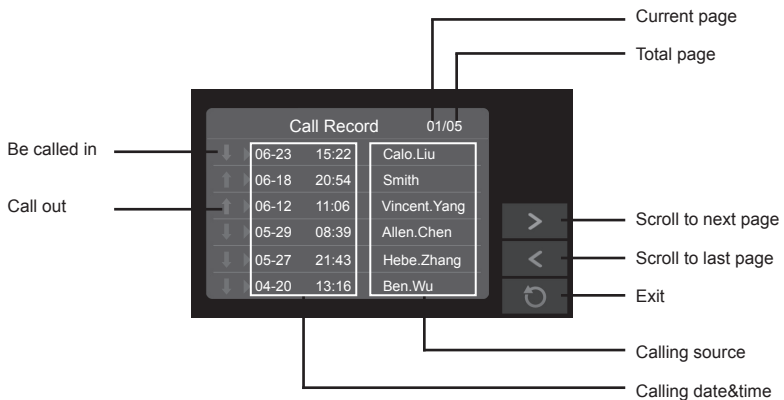 Current page
Total page
Call Record 01/05
Be called in
06-23 15:22 Calo.Liu
06-18 20:54 Smith
Call out
06-12 11:06 Vincent.Yang
05-29 08:39 Allen.Chen
05-27 21:43 Hebe.Zhang
04-20 13:16 Ben.Wu
>
Scroll to next page
<
Scroll to last page
Exit
Calling source
Calling date&time